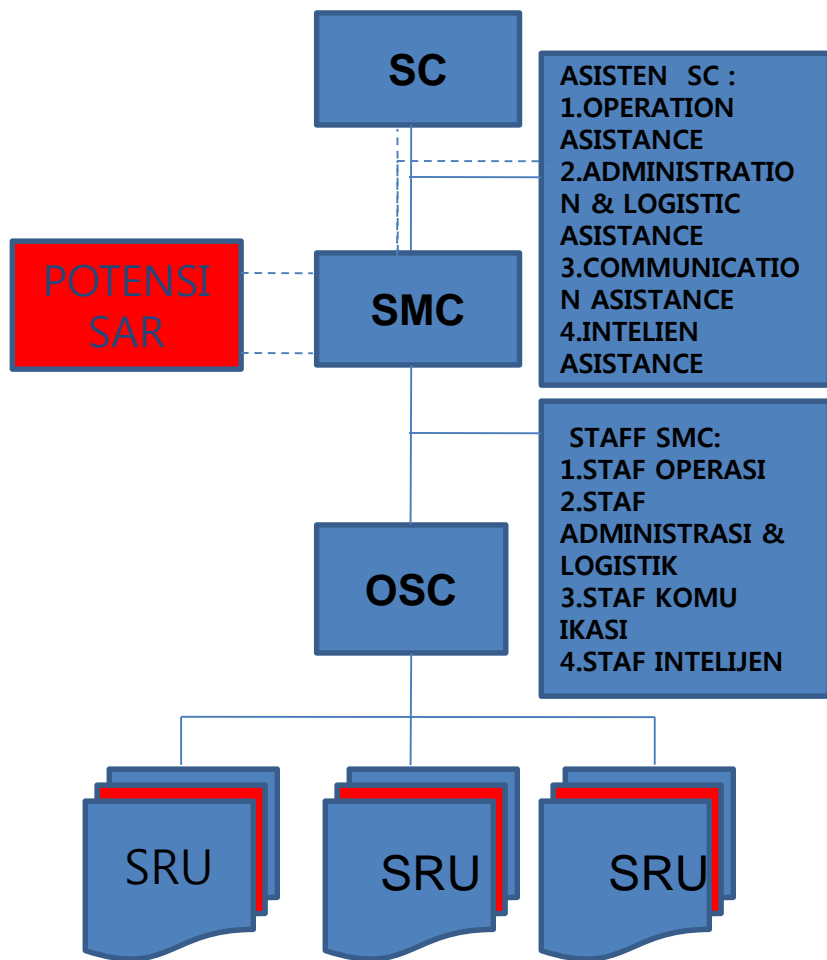 SC
ASISTEN SC :
1.OPERATION
ASISTANCE
2.ADMINISTRATIO
N & LOGISTIC
ASISTANCE
3.COMMUNICATIO
N ASISTANCE
4.INTELIEN
ASISTANCE
POTENSI
SAR
SMC
STAFF SMC:
1.STAF OPERASI
2.STAF
ADMINISTRASI &
LOGISTIK
3.STAF KOMU
IKASI
4.STAF INTELIJEN
OSC
SRU
SRU
SRU